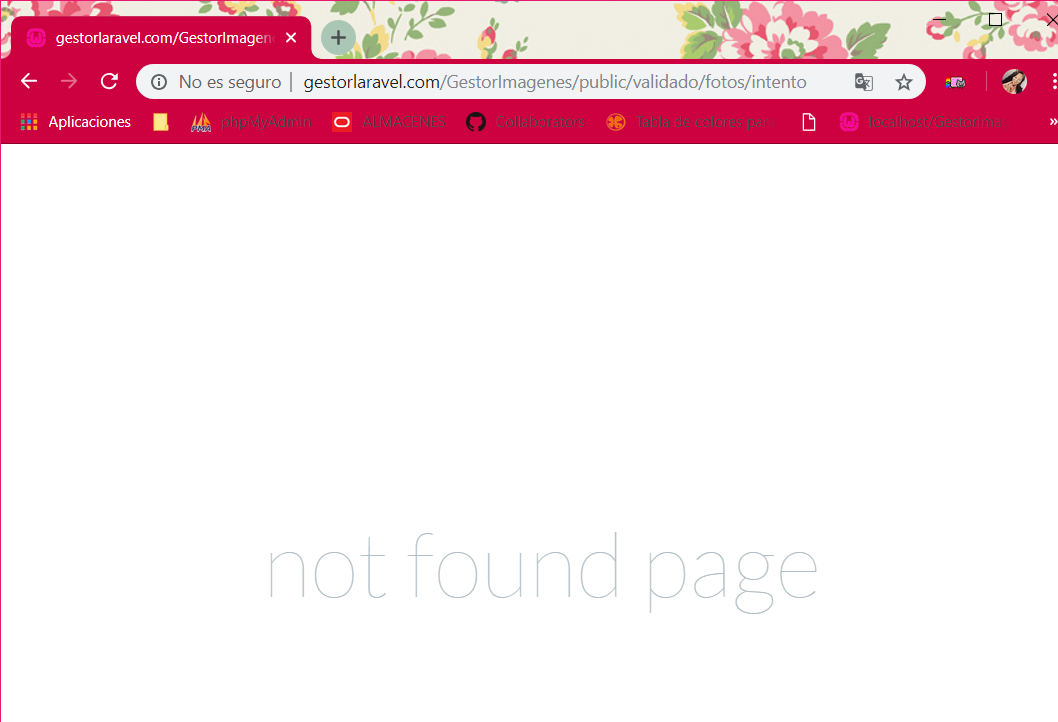 gestorlaravel.com/GestorImagen
No es seguro | gestorlaravel.com/GestorImagenes/public/validado/fotos/intento
Aplicaciones phpMyAdmin ALMACENES Collaborators Tabla de colores par localhost/GestorIma
not found page